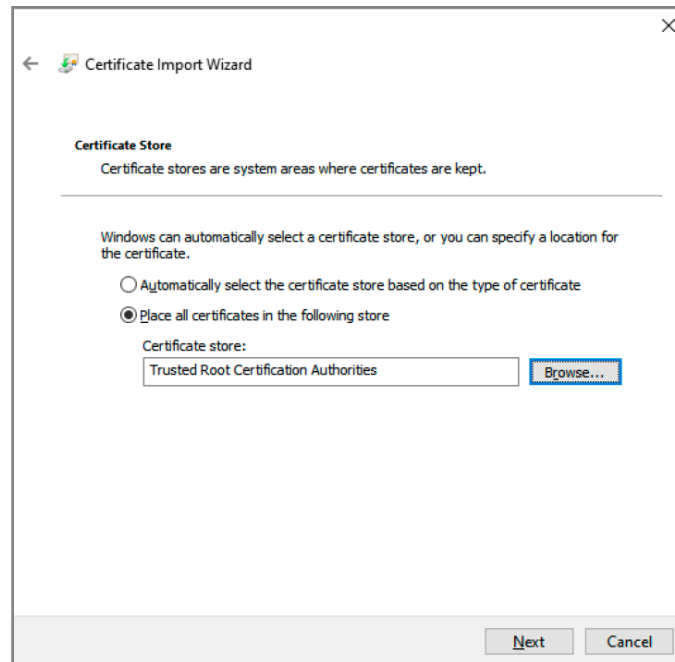 Certificate Import Wizard
Certificate Store
Certificate stores are system areas where certificates are kept.
Windows can automatically select a certificate store, or you can specify a location for
the certificate.
Automatically select the certificate store based on the type of certificate
Place all certificates in the following store
Certificate store:
Trusted Root Certification Authorities
Browse...
Next
Cancel